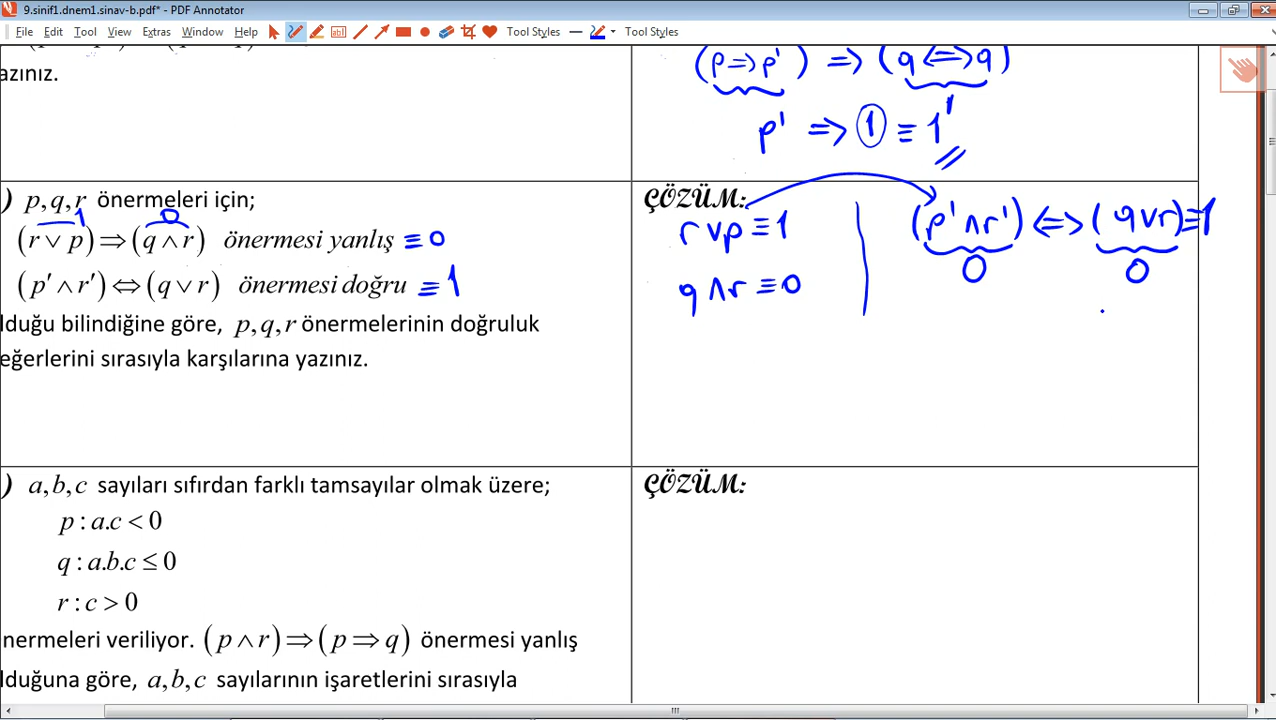 9.sinif1.dnem1.sinav-b.pdf* - PDF Annotator
File Edit Tool View Extras Window Help Tool Styles Tool Styles
azınız.
(p⇒p') ⇒ (q⇔q)
p' ⇒ 1 ≡ 1
) p,q,r önermeleri için;
1 0
(r∨p)⇒(q∧r) önermesi yanlış ≡ 0
(p'∧r')⇔(q∨r) önermesi doğru ≡ 1
lduğu bilindiğine göre, p,q,r önermelerinin doğruluk
eğerlerini sırasıyla karşılarına yazınız.
ÇÖZÜM:
r∨p ≡ 1
q∧r ≡ 0
(p'∧r') ⇔ (q∨r) ≡ 1
0 0
) a,b,c sayıları sıfırdan farklı tamsayılar olmak üzere;
p : a.c < 0
q : a.b.c ≤ 0
r : c > 0
nermeleri veriliyor. (p∧r)⇒(p⇒q) önermesi yanlış
lduğuna göre, a,b,c sayılarının işaretlerini sırasıyla
ÇÖZÜM: